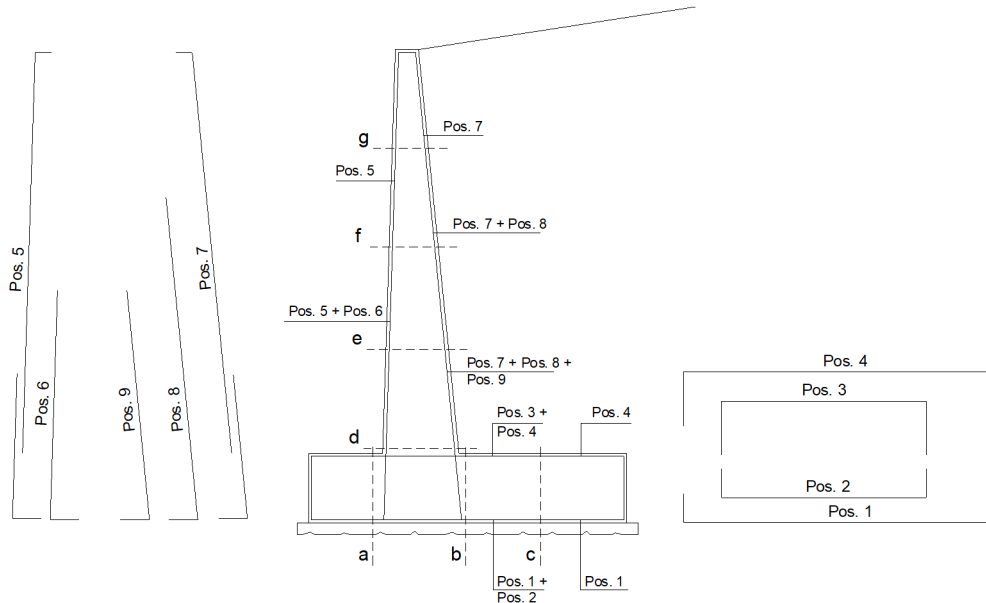 Pos. 7
g
Pos. 5
Pos. 7 + Pos. 8
f
Pos. 5
Pos. 7
Pos. 5 + Pos. 6
e
Pos. 7 + Pos. 8 +
Pos. 9
Pos. 6
Pos. 9
Pos. 8
Pos. 4
Pos. 3
Pos. 3 +
Pos. 4
Pos. 4
d
Pos. 2
Pos. 1
a
b
c
Pos. 1 +
Pos. 2
Pos. 1